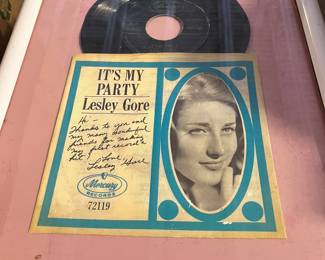 IT'S MY
PARTY
Lesley Gore
Hi -
Thanks to you and
my many wonderful
friends for making
my first record a
hit!
Love,
Lesley Gore
Mercury
RECORDS
72119